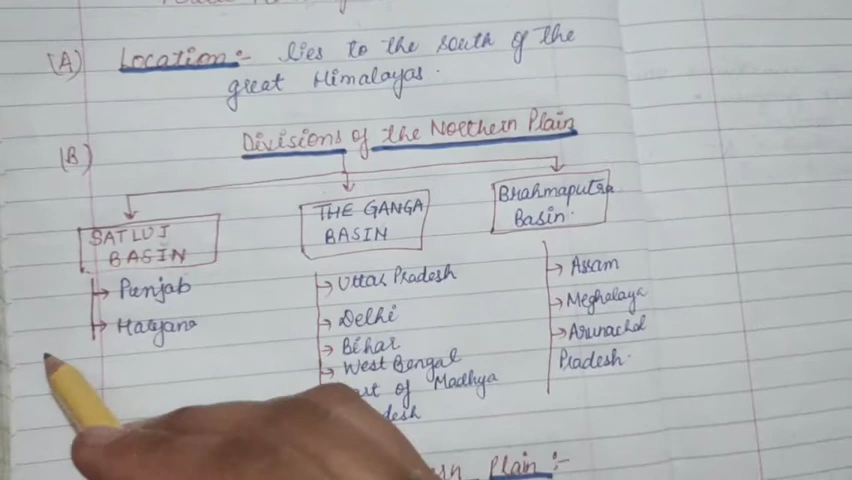 (A) Location:- lies to the south of the
great Himalayas.
(B) Divisions of the Northern Plain
SATLUJ
BASIN
→ Punjab
→ Haryana
THE GANGA
BASIN
→ Uttar Pradesh
→ Delhi
→ Bihar
→ West Bengal
of Madhya
Brahmaputra
Basin.
→ Assam
→ Meghalaya
→ Arunachal
Pradesh.
Plain :-